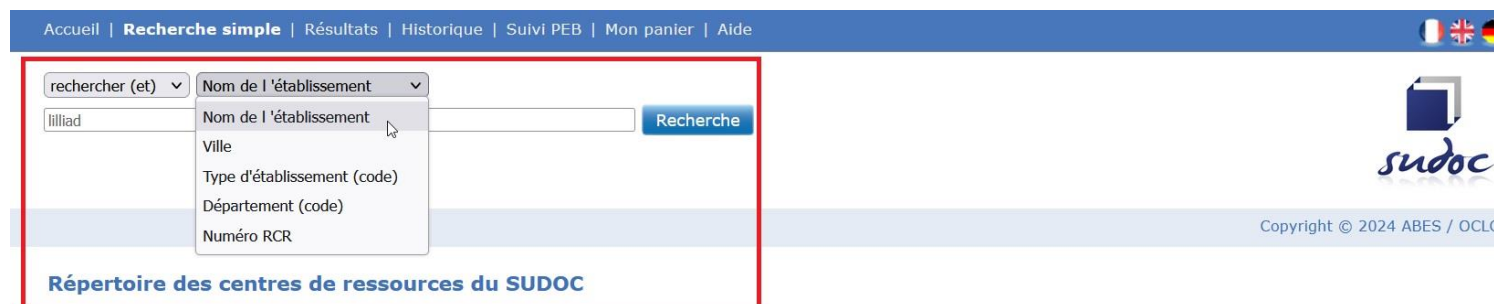 Accueil | Recherche simple | Résultats | Historique | Suivi PEB | Mon panier | Aide
rechercher (et) Nom de l 'établissement
lilliad Nom de l 'établissement Recherche
Ville
Type d'établissement (code)
Département (code)
Numéro RCR
sudoc
Copyright © 2024 ABES / OCLC
Répertoire des centres de ressources du SUDOC